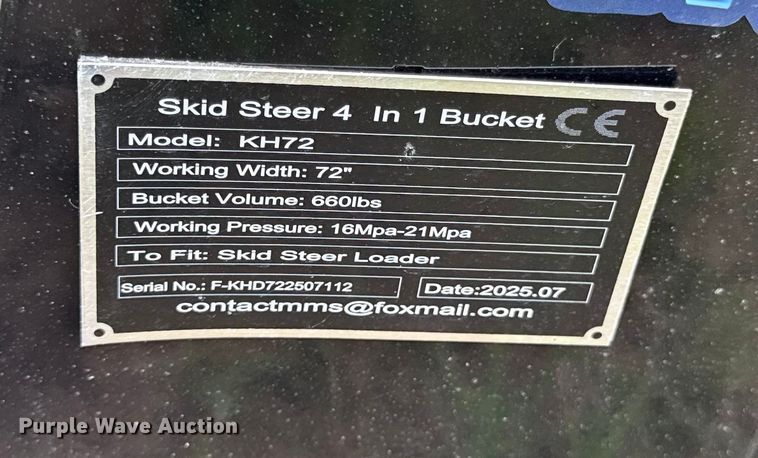 Skid Steer 4 In 1 Bucket CE
Model: KH72
Working Width: 72"
Bucket Volume: 660lbs
Working Pressure: 16Mpa-21Mpa
To Fit: Skid Steer Loader
Serial No.: F-KHD722507112 Date:2025.07
contactmms@foxmail.com
Purple Wave Auction